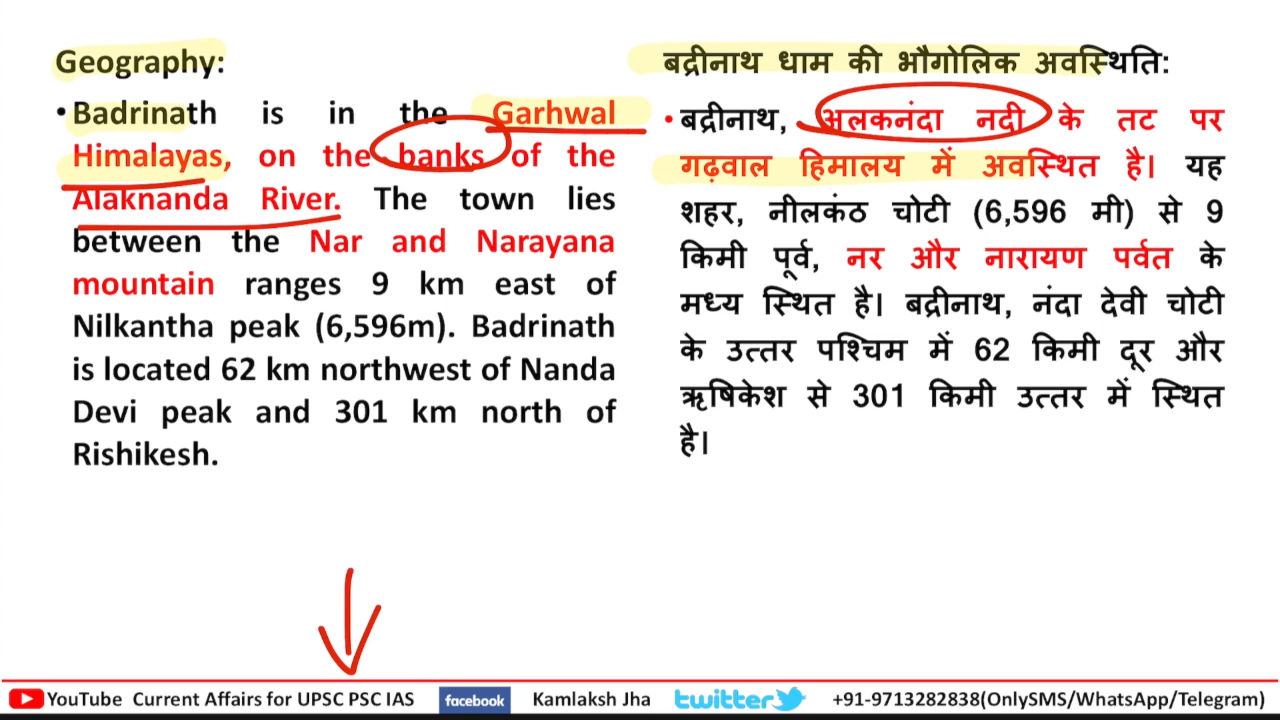 Geography:
• Badrinath is in the Garhwal
Himalayas, on the banks of the
Alaknanda River. The town lies
between the Nar and Narayana
mountain ranges 9 km east of
Nilkantha peak (6,596m). Badrinath
is located 62 km northwest of Nanda
Devi peak and 301 km north of
Rishikesh.
बद्रीनाथ धाम की भौगोलिक अवस्थिति:
• बद्रीनाथ, अलकनंदा नदी के तट पर
गढ़वाल हिमालय में अवस्थित है। यह
शहर, नीलकंठ चोटी (6,596 मी) से 9
किमी पूर्व, नर और नारायण पर्वत के
मध्य स्थित है। बद्रीनाथ, नंदा देवी चोटी
के उत्तर पश्चिम में 62 किमी दूर और
ऋषिकेश से 301 किमी उत्तर में स्थित
है।
YouTube Current Affairs for UPSC PSC IAS facebook Kamlaksh Jha twitter +91-9713282838(OnlySMS/WhatsApp/Telegram)